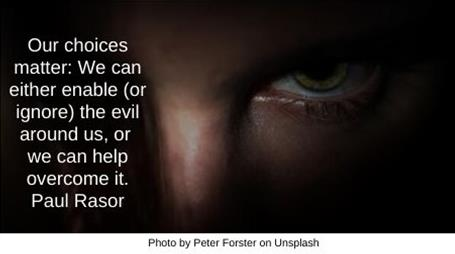 Our choices
matter: We can
either enable (or
ignore) the evil
around us, or
we can help
overcome it.
Paul Rasor
Photo by Peter Forster on Unsplash